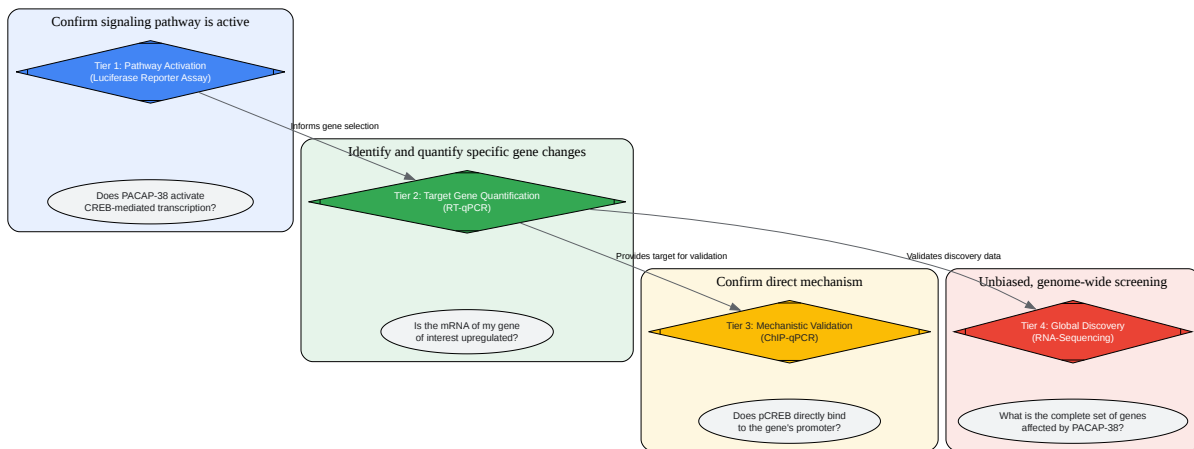 Confirm signaling pathway is active
Tier 1: Pathway Activation
(Luciferase Reporter Assay)
Does PACAP-38 activate
CREB-mediated transcription?
Informs gene selection
Identify and quantify specific gene changes
Tier 2: Target Gene Quantification
(RT-qPCR)
Is the mRNA of my gene
of interest upregulated?
Provides target for validation
Validates discovery data
Confirm direct mechanism
Tier 3: Mechanistic Validation
(ChIP-qPCR)
Does pCREB directly bind
to the gene's promoter?
Unbiased, genome-wide screening
Tier 4: Global Discovery
(RNA-Sequencing)
What is the complete set of genes
affected by PACAP-38?